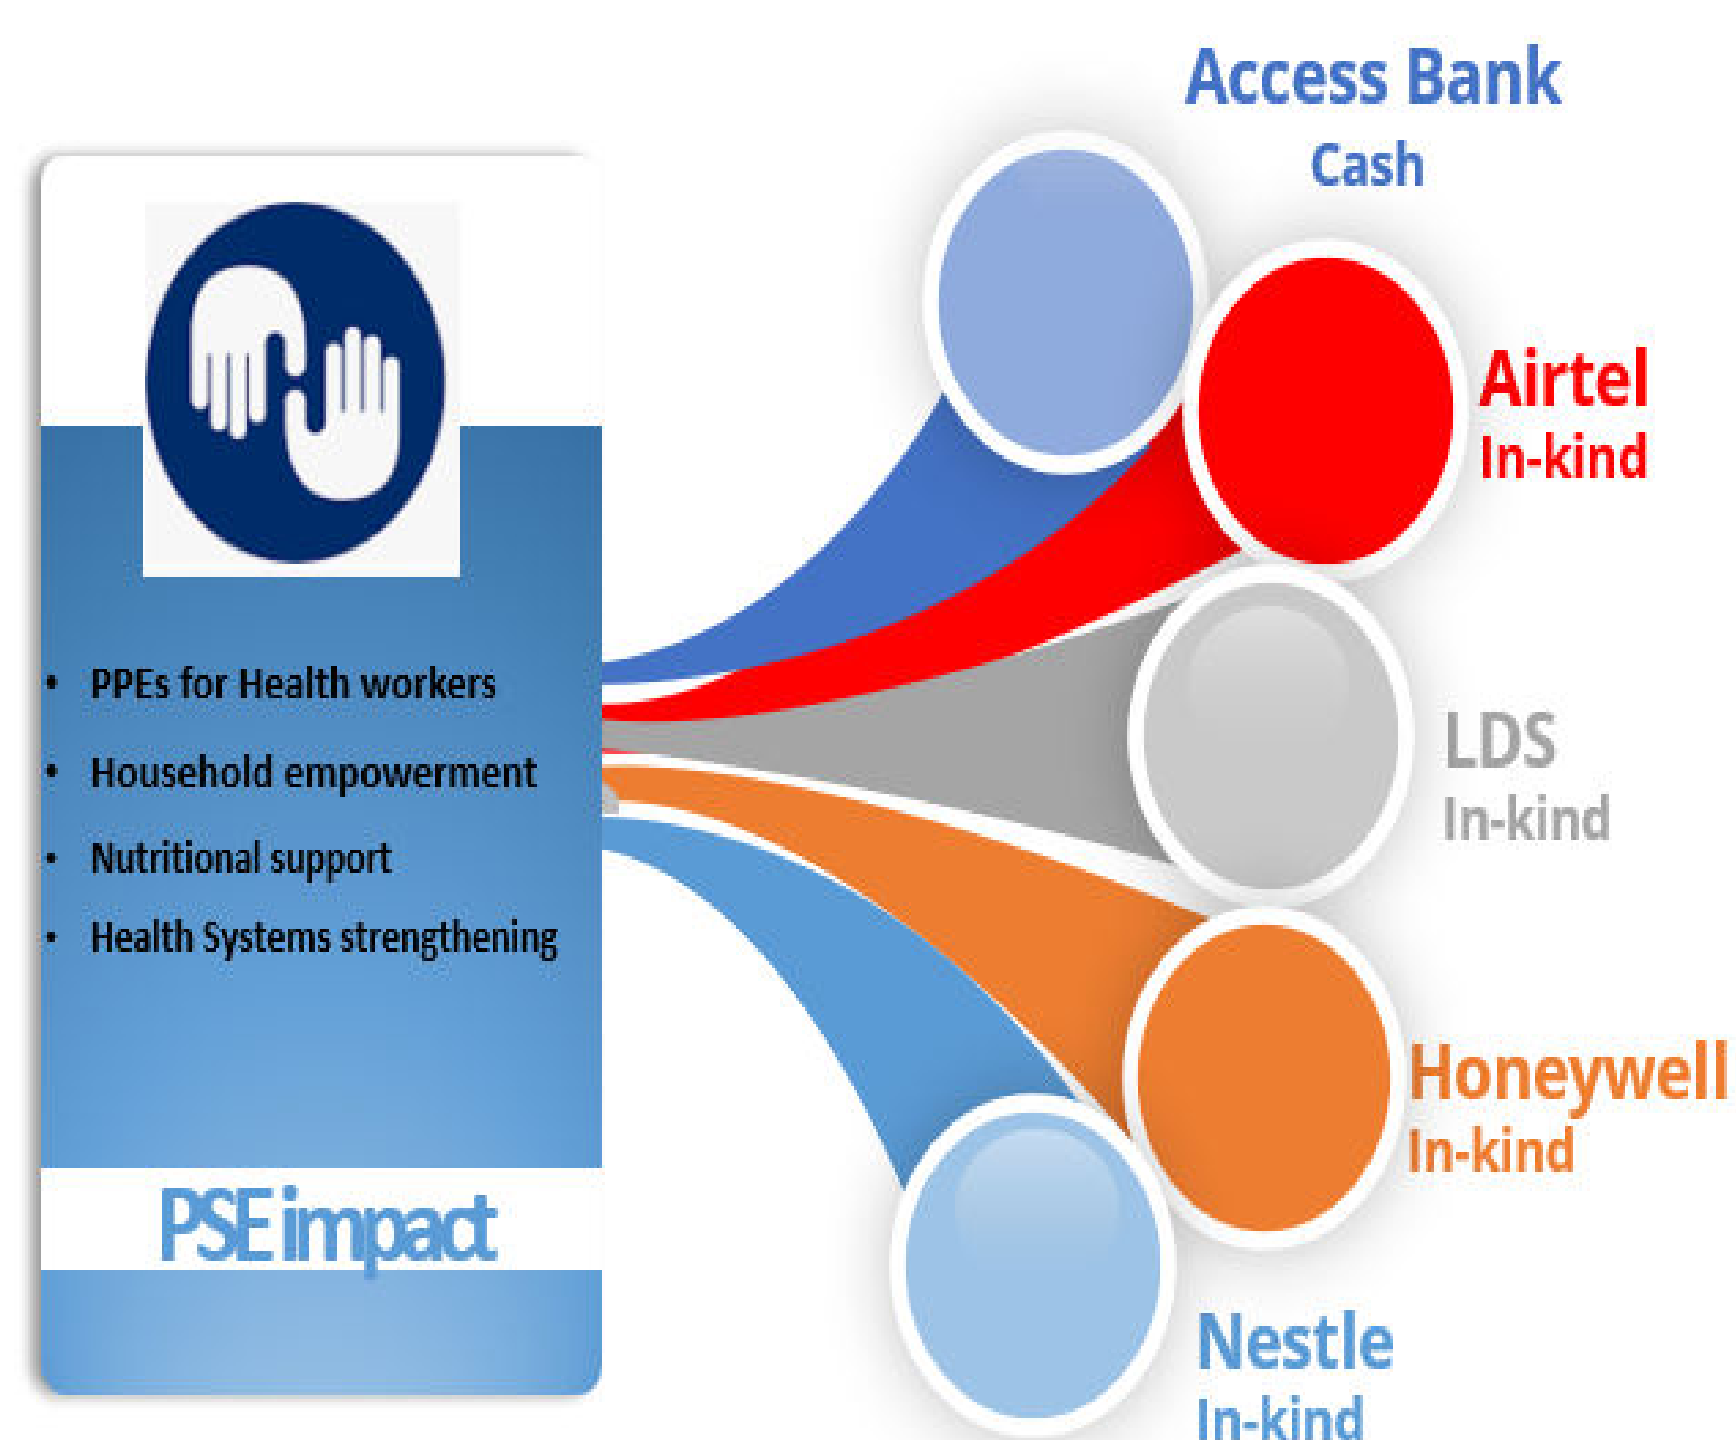 • PPEs for Health workers
• Household empowerment
• Nutritional support
• Health Systems strengthening
PSE impact
Access Bank
Cash
Airtel
In-kind
LDS
In-kind
Honeywell
In-kind
Nestle
In-kind